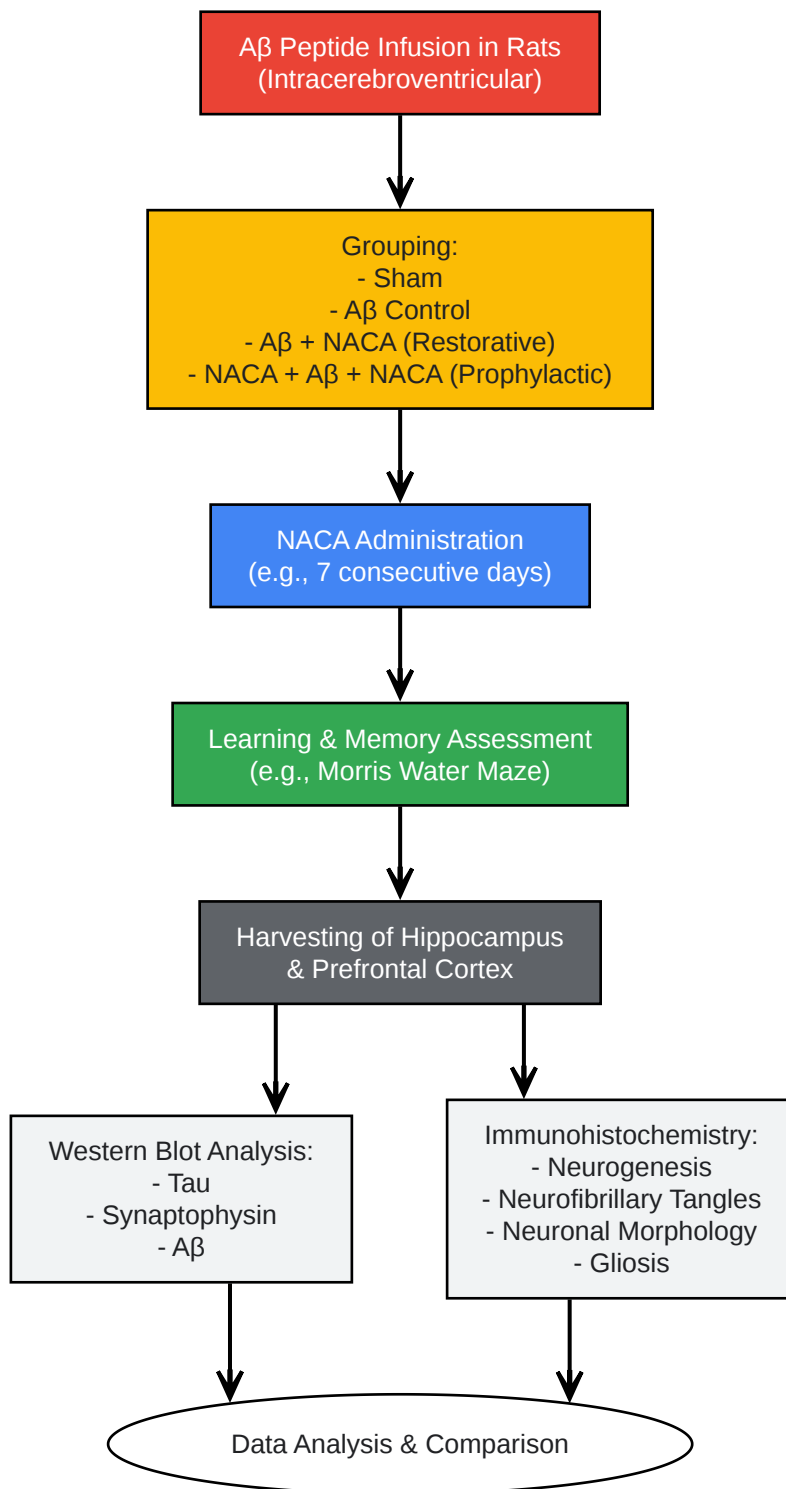 Aβ Peptide Infusion in Rats
(Intracerebroventricular)
Grouping:
- Sham
- Aβ Control
- Aβ + NACA (Restorative)
- NACA + Aβ + NACA (Prophylactic)
NACA Administration
(e.g., 7 consecutive days)
Learning & Memory Assessment
(e.g., Morris Water Maze)
Harvesting of Hippocampus
& Prefrontal Cortex
Western Blot Analysis:
- Tau
- Synaptophysin
- Aβ
Immunohistochemistry:
- Neurogenesis
- Neurofibrillary Tangles
- Neuronal Morphology
- Gliosis
Data Analysis & Comparison